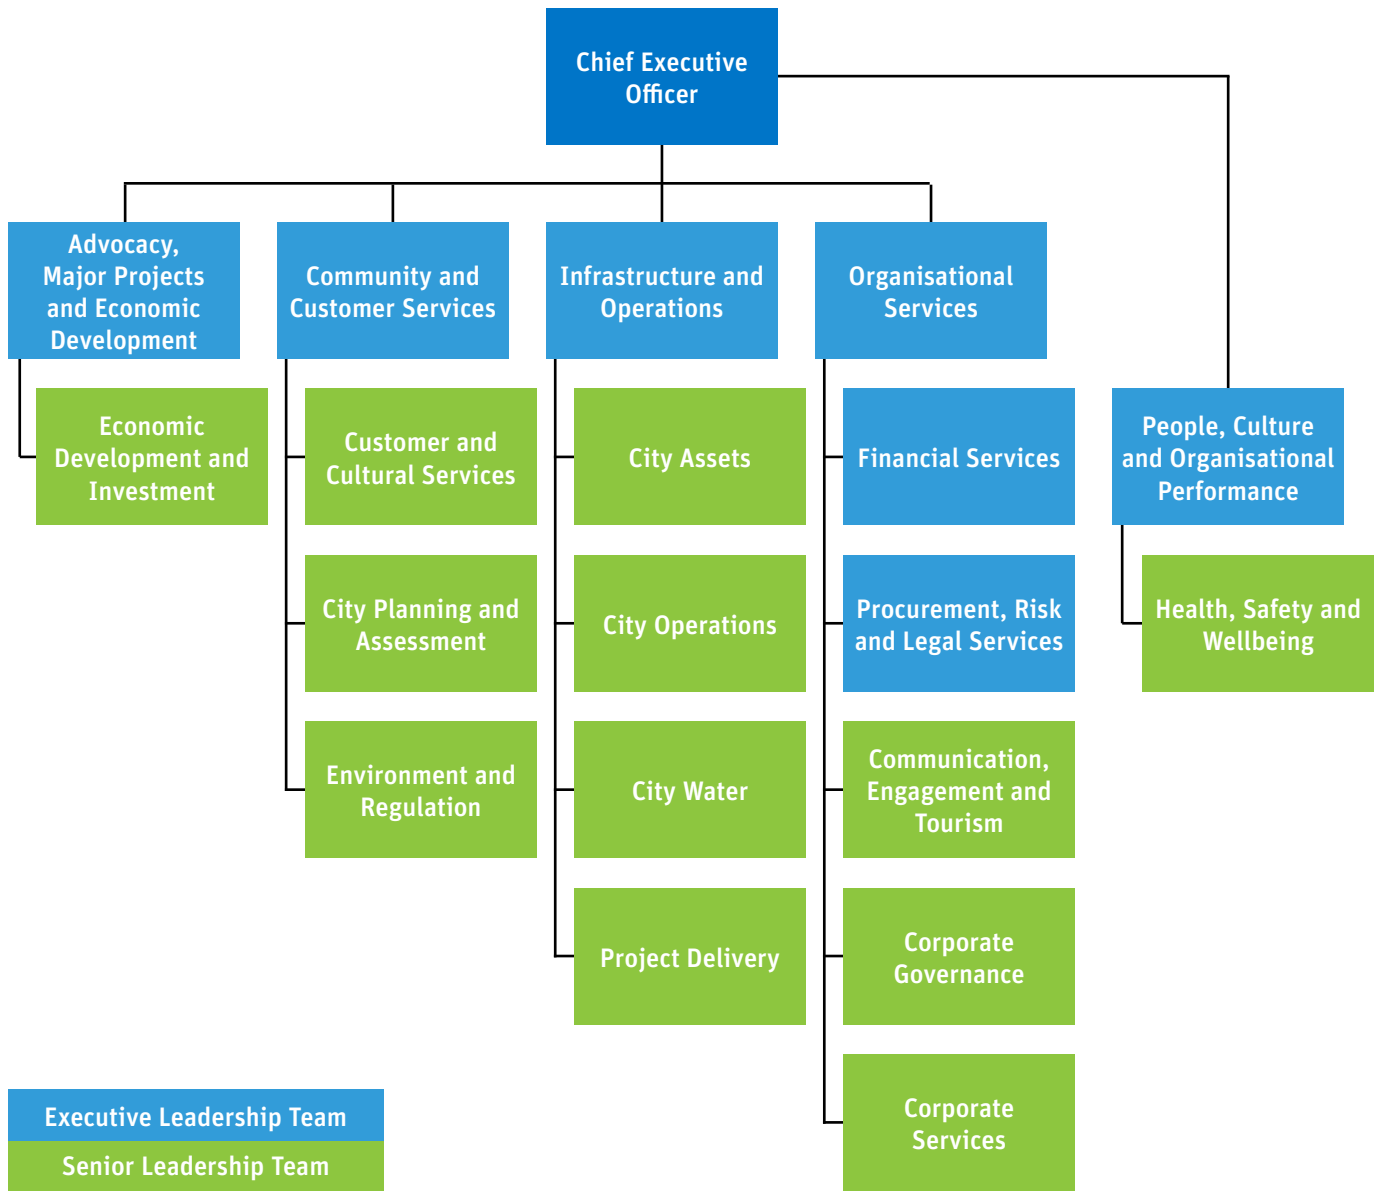 Chief Executive
Officer
Advocacy,
Major Projects
and Economic
Development
Community and
Customer Services
Infrastructure and
Operations
Organisational
Services
Economic
Development and
Investment
Customer and
Cultural Services
City Assets
Financial Services
People, Culture
and Organisational
Performance
City Planning and
Assessment
City Operations
Procurement, Risk
and Legal Services
Health, Safety and
Wellbeing
Environment and
Regulation
City Water
Communication,
Engagement and
Tourism
Project Delivery
Corporate
Governance
Corporate
Services
Executive Leadership Team
Senior Leadership Team